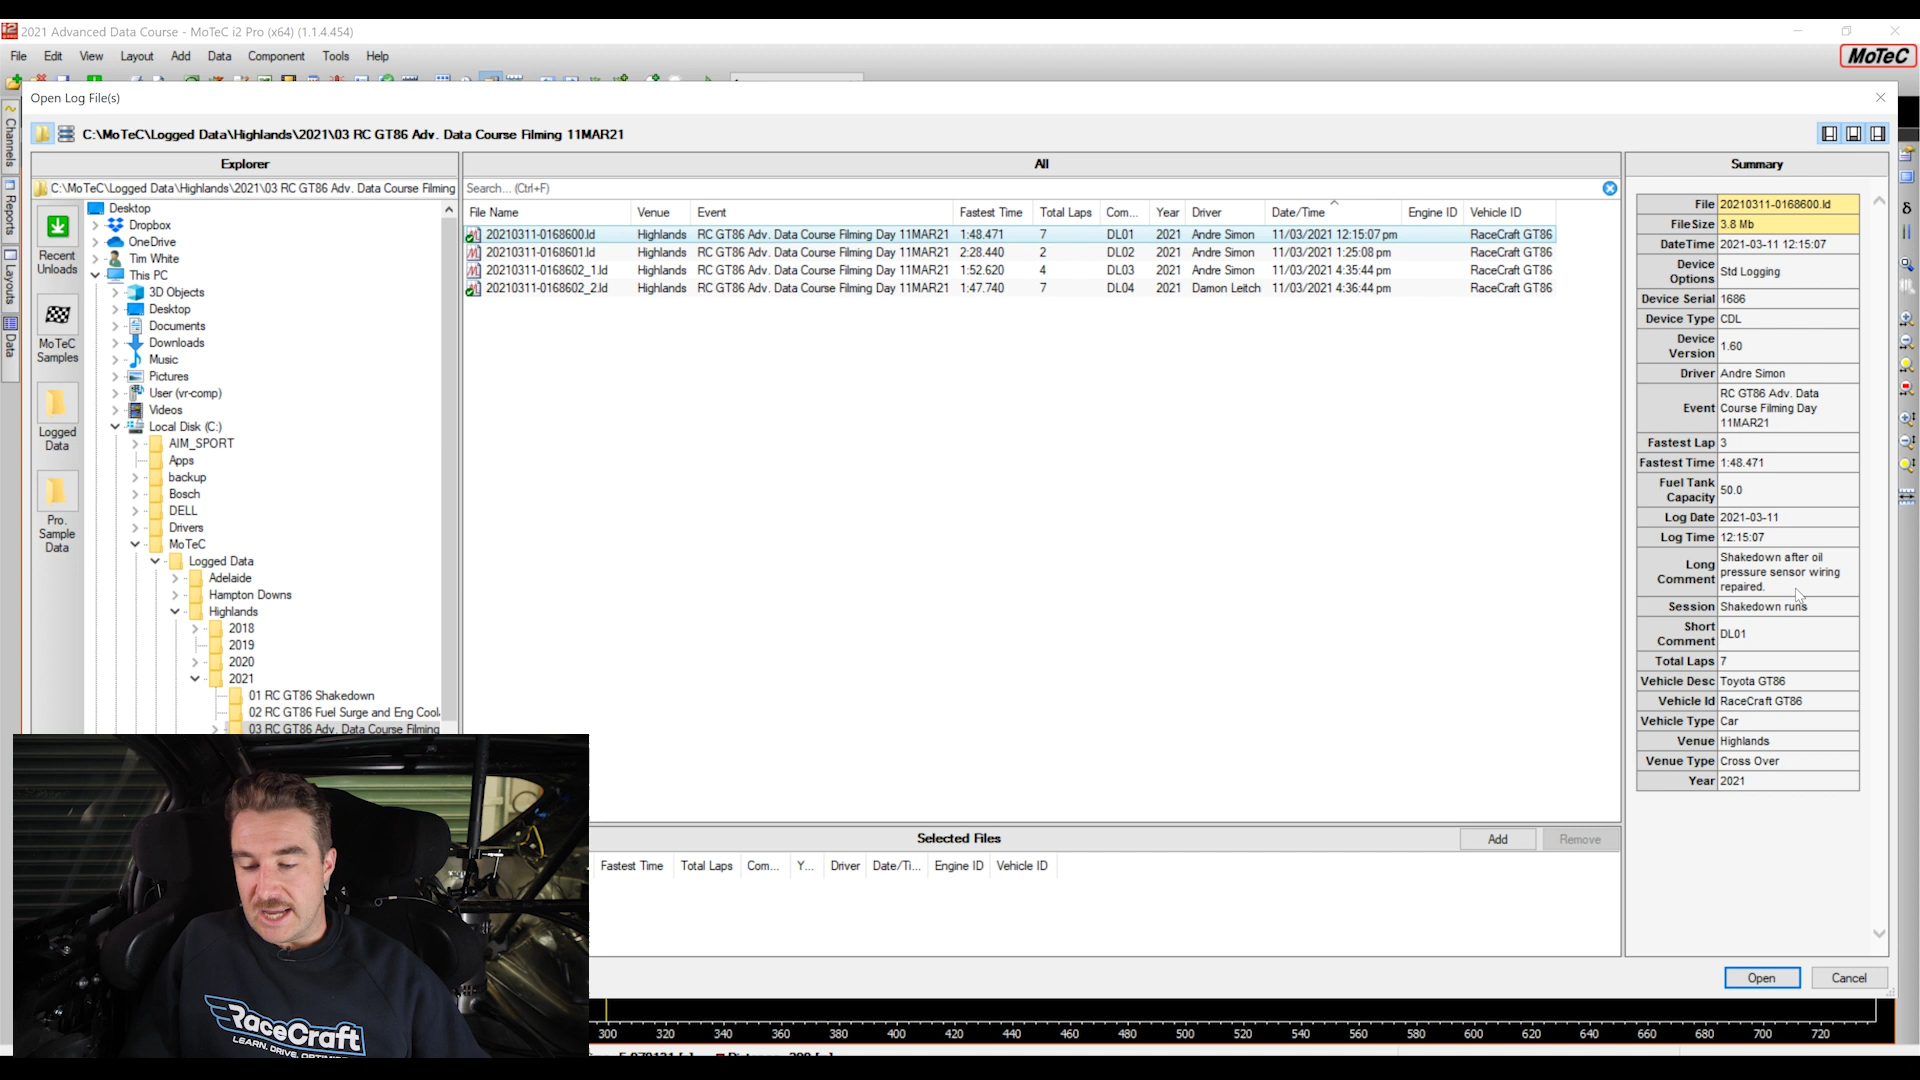 2021 Advanced Data Course - MoTeC i2 Pro (x64) (1.1.4.454)
File Edit View Layout Add Data Component Tools Help
MoTeC
Open Log File(s)
C:\MoTeC\Logged Data\Highlands\2021\03 RC GT86 Adv. Data Course Filming 11MAR21
Channels
Reports
Layouts
Data
Explorer
C:\MoTeC\Logged Data\Highlands\2021\03 RC GT86 Adv. Data Course Filming
Recent Unloads
MoTeC Samples
Logged Data
Pro. Sample Data
Desktop
Dropbox
OneDrive
Tim White
This PC
3D Objects
Desktop
Documents
Downloads
Music
Pictures
User (vr-comp)
Videos
Local Disk (C:)
AIM_SPORT
Apps
backup
Bosch
DELL
Drivers
MoTeC
Logged Data
Adelaide
Hampton Downs
Highlands
2018
2019
2020
2021
01 RC GT86 Shakedown
02 RC GT86 Fuel Surge and Eng Cool
03 RC GT86 Adv. Data Course Filming
All
Search... (Ctrl+F)
File Name Venue Event Fastest Time Total Laps Com... Year Driver Date/Time Engine ID Vehicle ID
20210311-0168600.ld Highlands RC GT86 Adv. Data Course Filming Day 11MAR21 1:48.471 7 DL01 2021 Andre Simon 11/03/2021 12:15:07 pm RaceCraft GT86
20210311-0168601.ld Highlands RC GT86 Adv. Data Course Filming Day 11MAR21 2:28.440 2 DL02 2021 Andre Simon 11/03/2021 1:25:08 pm RaceCraft GT86
20210311-0168602_1.ld Highlands RC GT86 Adv. Data Course Filming Day 11MAR21 1:52.620 4 DL03 2021 Andre Simon 11/03/2021 4:35:44 pm RaceCraft GT86
20210311-0168602_2.ld Highlands RC GT86 Adv. Data Course Filming Day 11MAR21 1:47.740 7 DL04 2021 Damon Leitch 11/03/2021 4:36:44 pm RaceCraft GT86
Selected Files
Add Remove
Fastest Time Total Laps Com... Y... Driver Date/Ti... Engine ID Vehicle ID
Summary
File 20210311-0168600.ld
FileSize 3.8 Mb
DateTime 2021-03-11 12:15:07
Device Options Std Logging
Device Serial 1686
Device Type CDL
Device Version 1.60
Driver Andre Simon
Event RC GT86 Adv. Data Course Filming Day 11MAR21
Fastest Lap 3
Fastest Time 1:48.471
Fuel Tank Capacity 50.0
Log Date 2021-03-11
Log Time 12:15:07
Long Comment Shakedown after oil pressure sensor wiring repaired.
Session Shakedown runs
Short Comment DL01
Total Laps 7
Vehicle Desc Toyota GT86
Vehicle Id RaceCraft GT86
Vehicle Type Car
Venue Highlands
Venue Type Cross Over
Year 2021
Open Cancel
300 320 340 360 380 400 420 440 460 480 500 520 540 560 580 600 620 640 660 680 700 720
RaceCraft
LEARN. DRIVE.